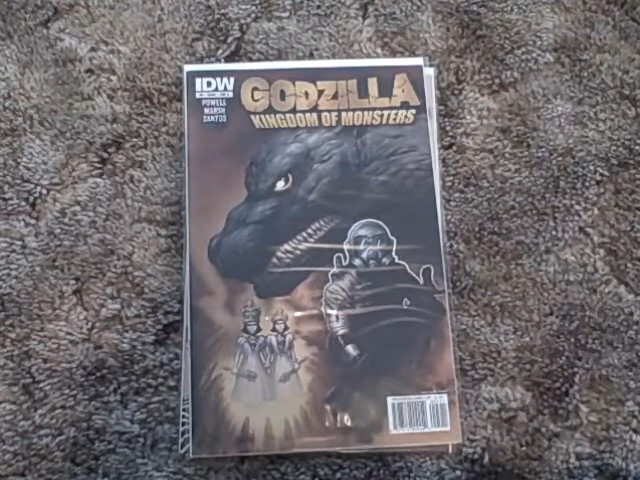 IDW
GODZILLA
KINGDOM OF MONSTERS
POWELL
MARSH
SANTOS